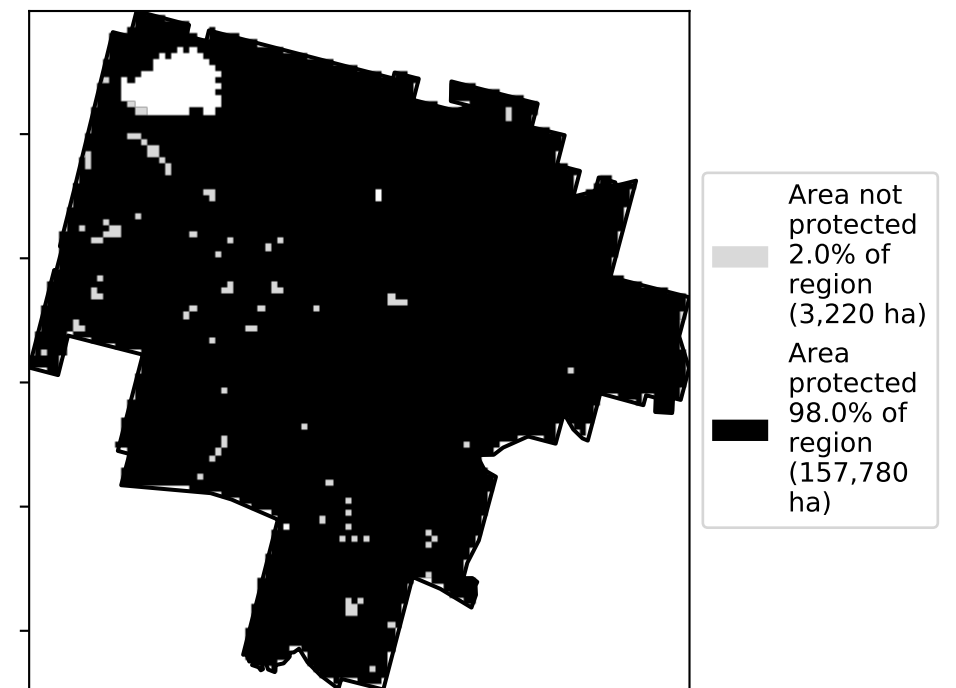 Area not
protected
2.0% of
region
(3,220 ha)
Area
protected
98.0% of
region
(157,780
ha)